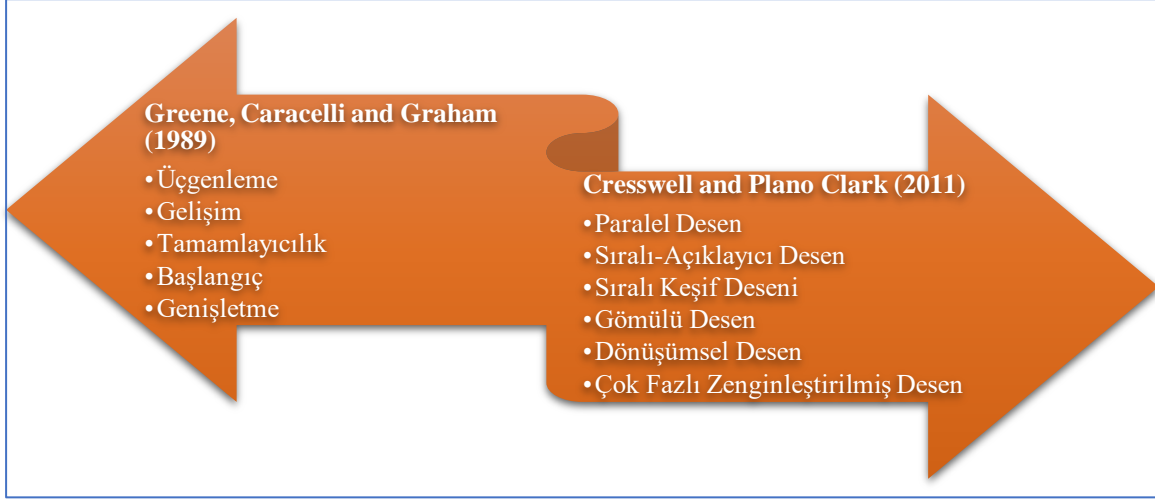 Greene, Caracelli and Graham
(1989)
•Üçgenleme
•Gelişim
•Tamamlayıcılık
•Başlangıç
•Genişletme
Cresswell and Plano Clark (2011)
•Paralel Desen
•Sıralı-Açıklayıcı Desen
•Sıralı Keşif Deseni
•Gömülü Desen
•Dönüşümsel Desen
•Çok Fazlı Zenginleştirilmiş Desen